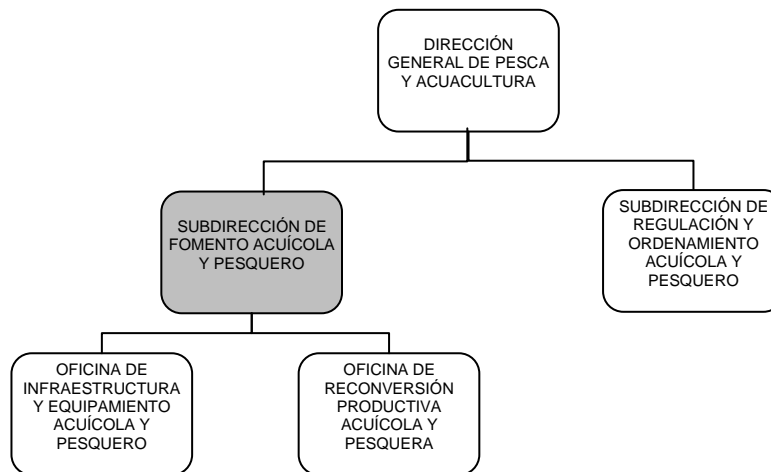 DIRECCIÓN
GENERAL DE PESCA
Y ACUACULTURA
SUBDIRECCIÓN DE
FOMENTO ACUÍCOLA
Y PESQUERO
SUBDIRECCIÓN DE
REGULACIÓN Y
ORDENAMIENTO
ACUÍCOLA Y
PESQUERO
OFICINA DE
INFRAESTRUCTURA
Y EQUIPAMIENTO
ACUÍCOLA Y
PESQUERO
OFICINA DE
RECONVERSIÓN
PRODUCTIVA
ACUÍCOLA Y
PESQUERA